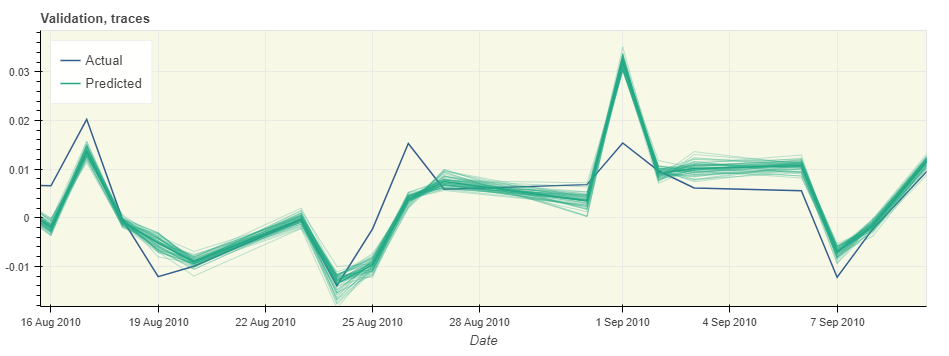 Validation, traces
Actual
Predicted
0.03
0.02
0.01
0
-0.01
16 Aug 2010 19 Aug 2010 22 Aug 2010 25 Aug 2010 28 Aug 2010 1 Sep 2010 4 Sep 2010 7 Sep 2010
Date